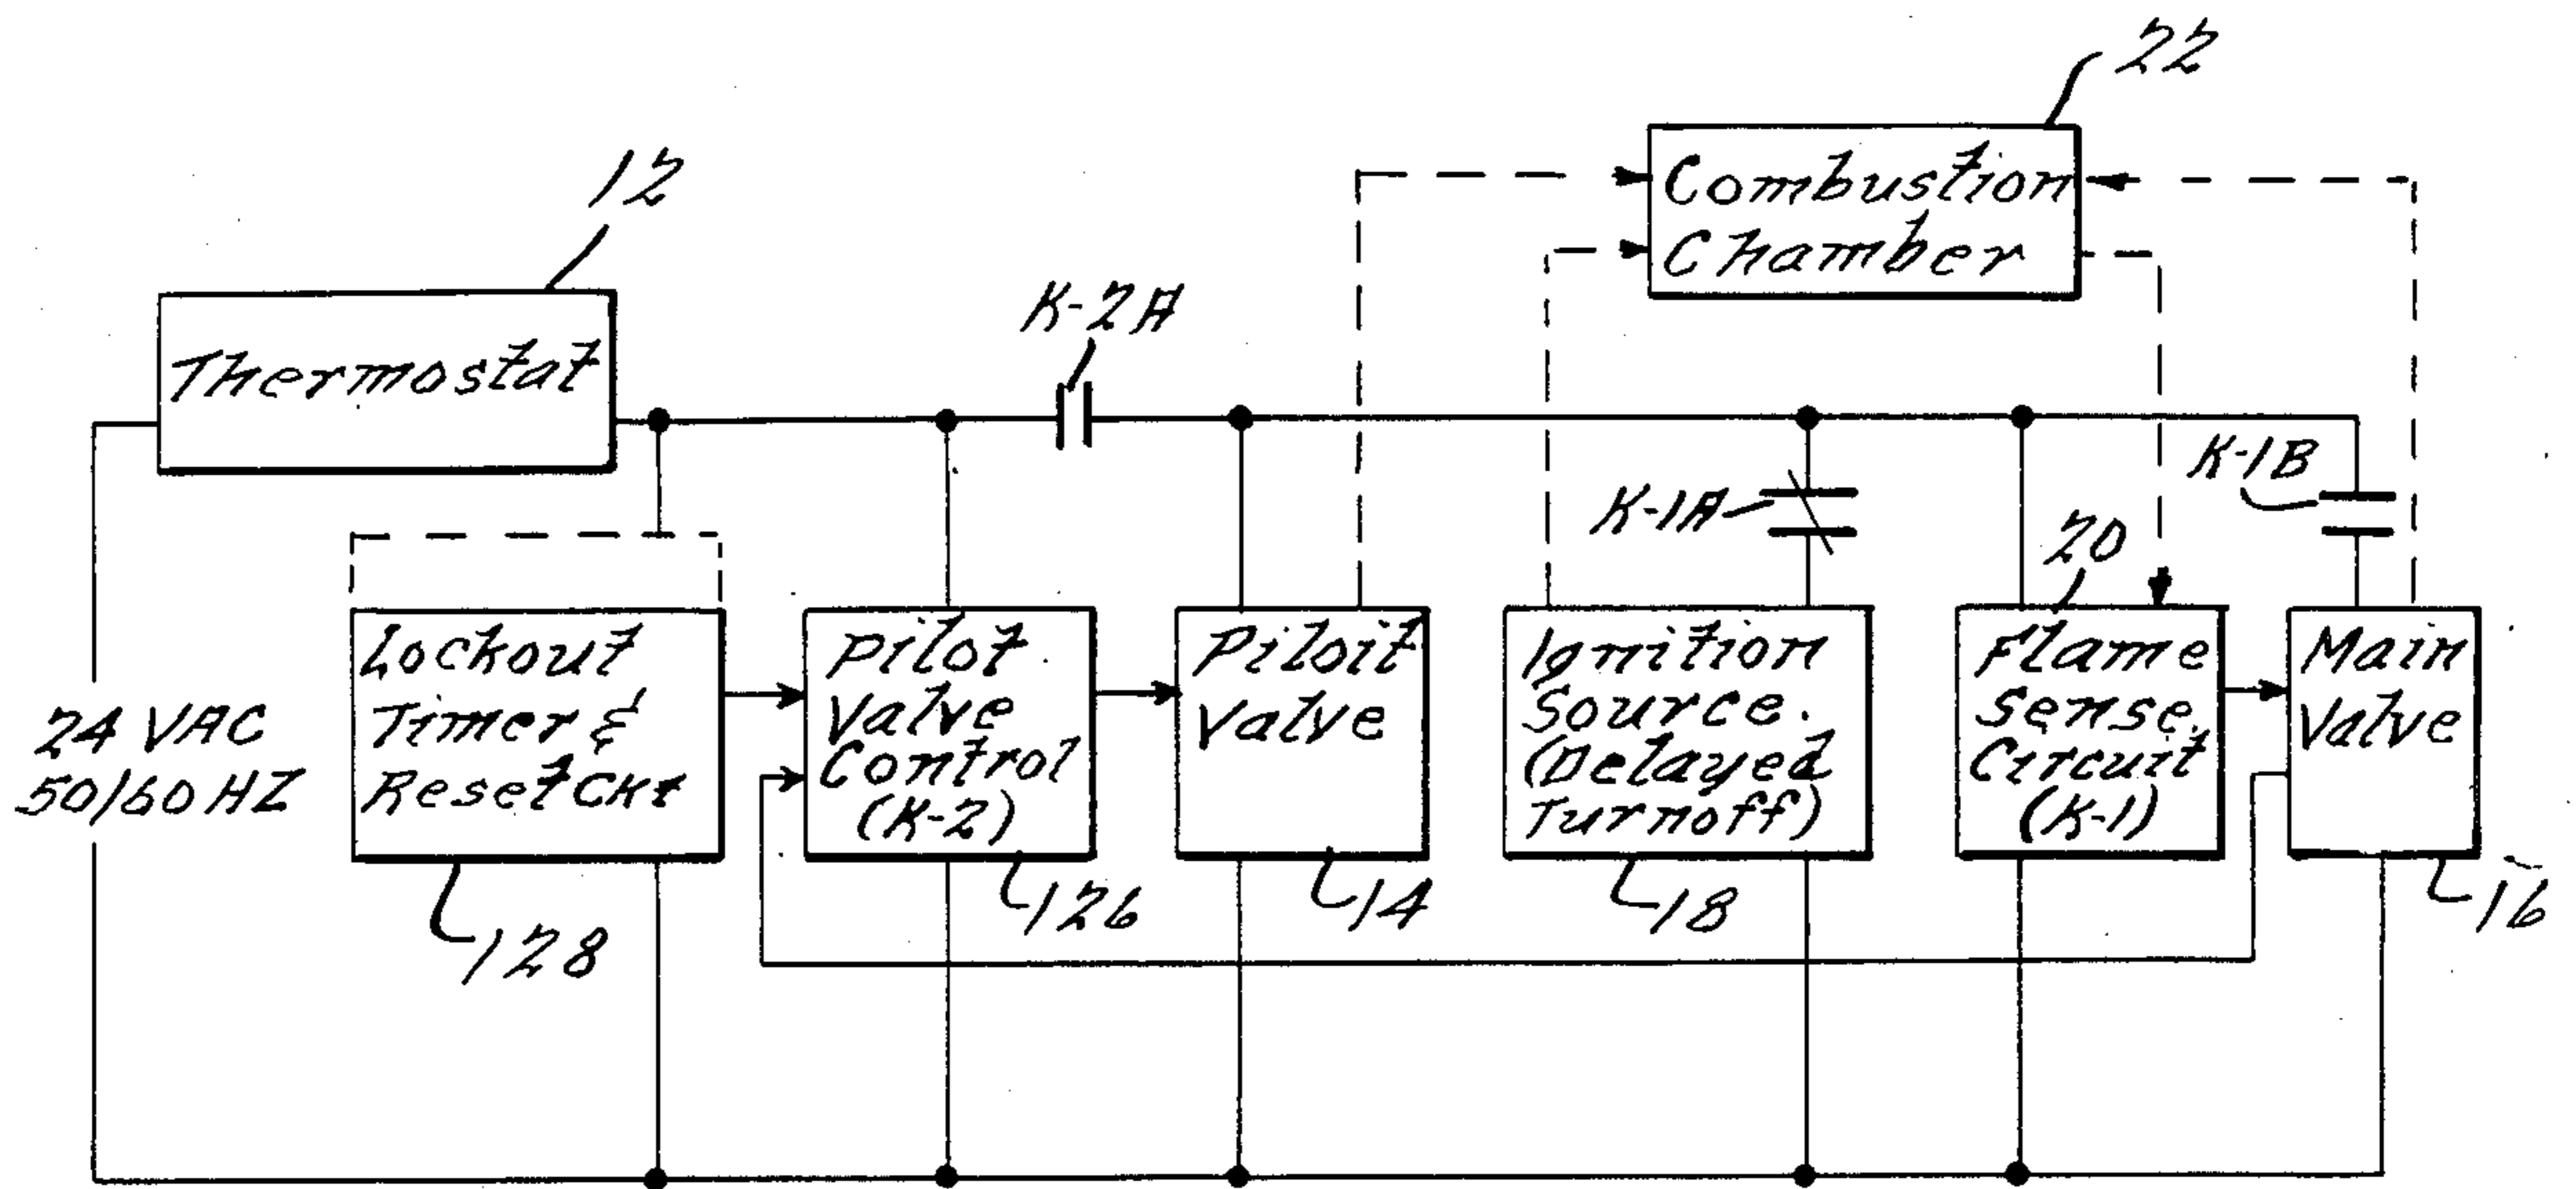 22
Combustion
Chamber
12
Thermostat
K-2A
K-1A
K-1B
20
24 VAC
50/60 HZ
Lockout
Timer &
Reset Ckt
128
Pilot
Valve
Control
(K-2)
126
Piloit
Valve
14
Ignition
Source.
(Delayed
Turnoff)
18
Flame
Sense.
Circuit
(K-1)
Main
Valve
16